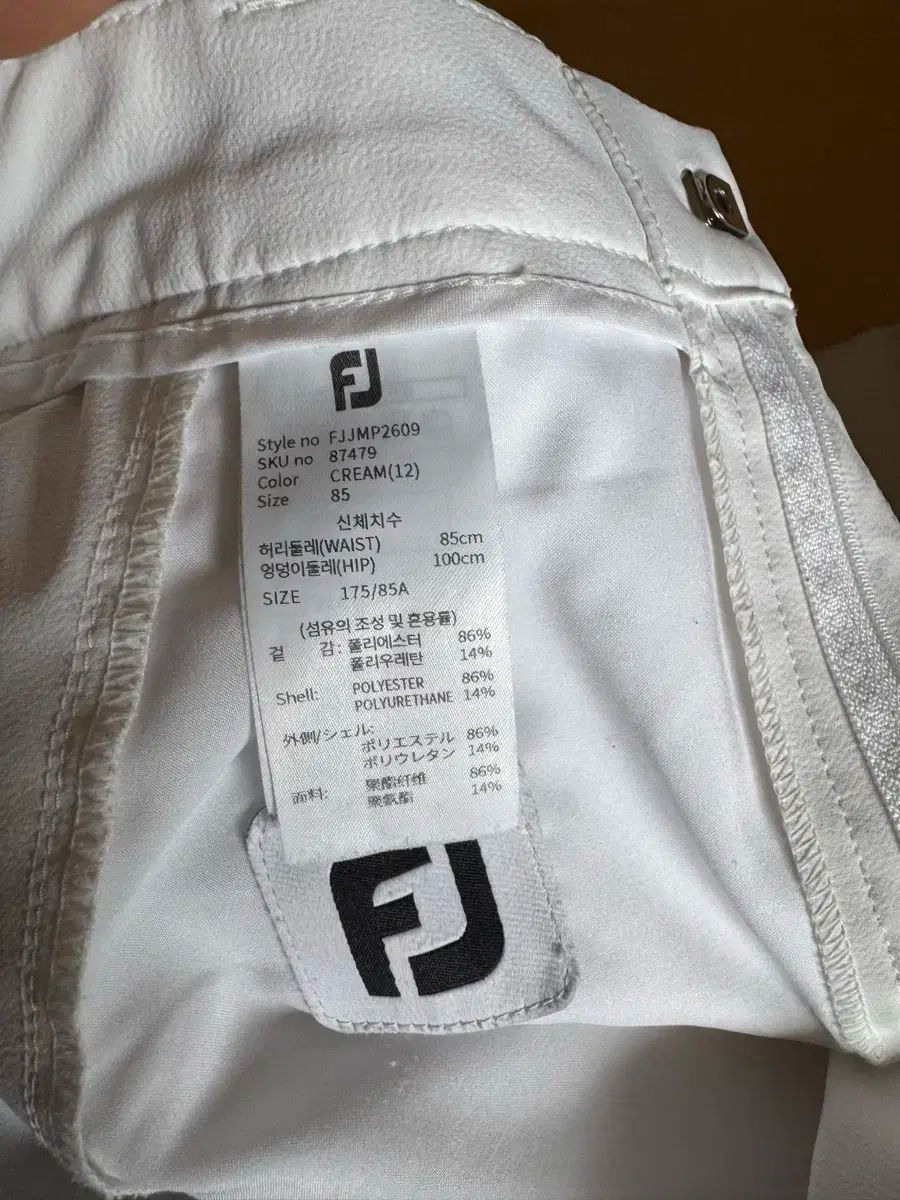 FJ
Style no FJJMP2609
SKU no 87479
Color CREAM(12)
Size 85
신체치수
허리둘레(WAIST) 85cm
엉덩이둘레(HIP) 100cm
SIZE 175/85A
(섬유의 조성 및 혼용률)
겉 감: 폴리에스터 86%
폴리우레탄 14%
Shell: POLYESTER 86%
POLYURETHANE 14%
外側/シェル:
ポリエステル 86%
ポリウレタン 14%
面料: 聚酯纤维 86%
聚氨酯 14%
FJ